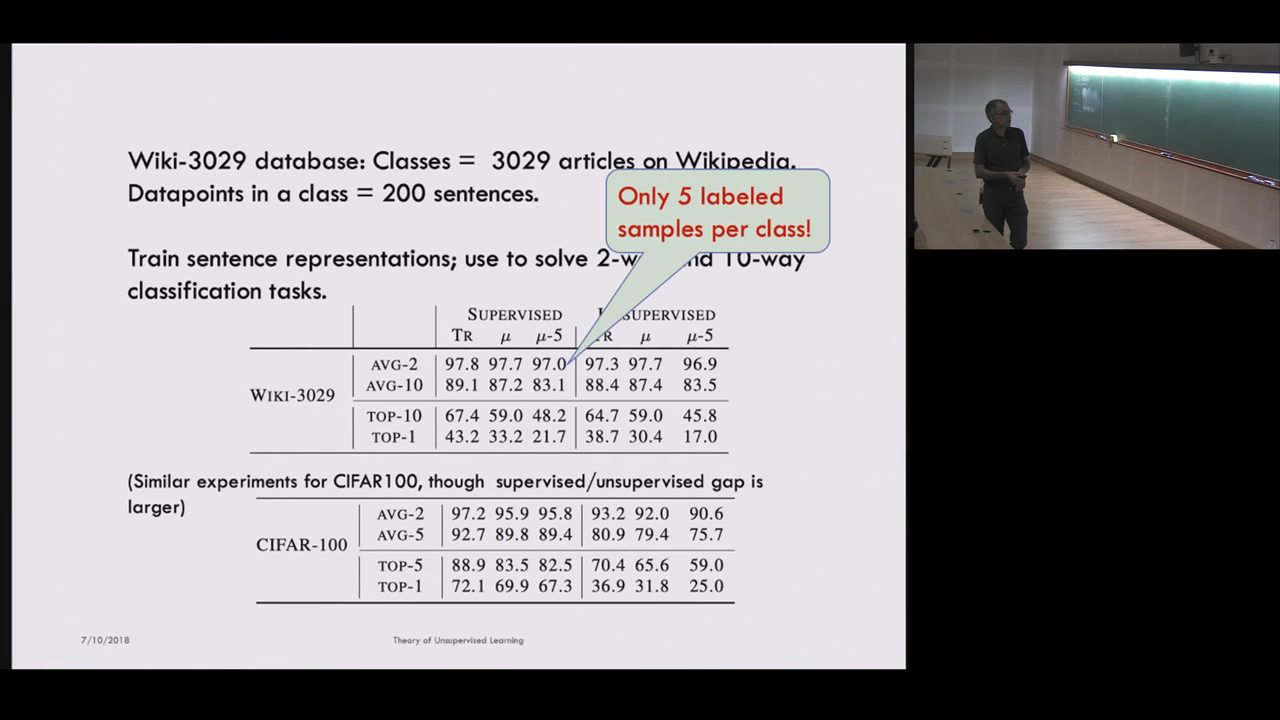 Wiki-3029 database: Classes = 3029 articles on Wikipedia.
Datapoints in a class = 200 sentences.
Only 5 labeled
samples per class!
Train sentence representations; use to solve 10-way
classification tasks.
SUPERVISED SUPERVISED
TR μ μ-5 μ μ-5
WIKI-3029
AVG-2 97.8 97.7 97.0 97.3 97.7 96.9
AVG-10 89.1 87.2 83.1 88.4 87.4 83.5
TOP-10 67.4 59.0 48.2 64.7 59.0 45.8
TOP-1 43.2 33.2 21.7 38.7 30.4 17.0
(Similar experiments for CIFAR100, though supervised/unsupervised gap is
larger)
CIFAR-100
AVG-2 97.2 95.9 95.8 93.2 92.0 90.6
AVG-5 92.7 89.8 89.4 80.9 79.4 75.7
TOP-5 88.9 83.5 82.5 70.4 65.6 59.0
TOP-1 72.1 69.9 67.3 36.9 31.8 25.0
7/10/2018 Theory of Unsupervised Learning